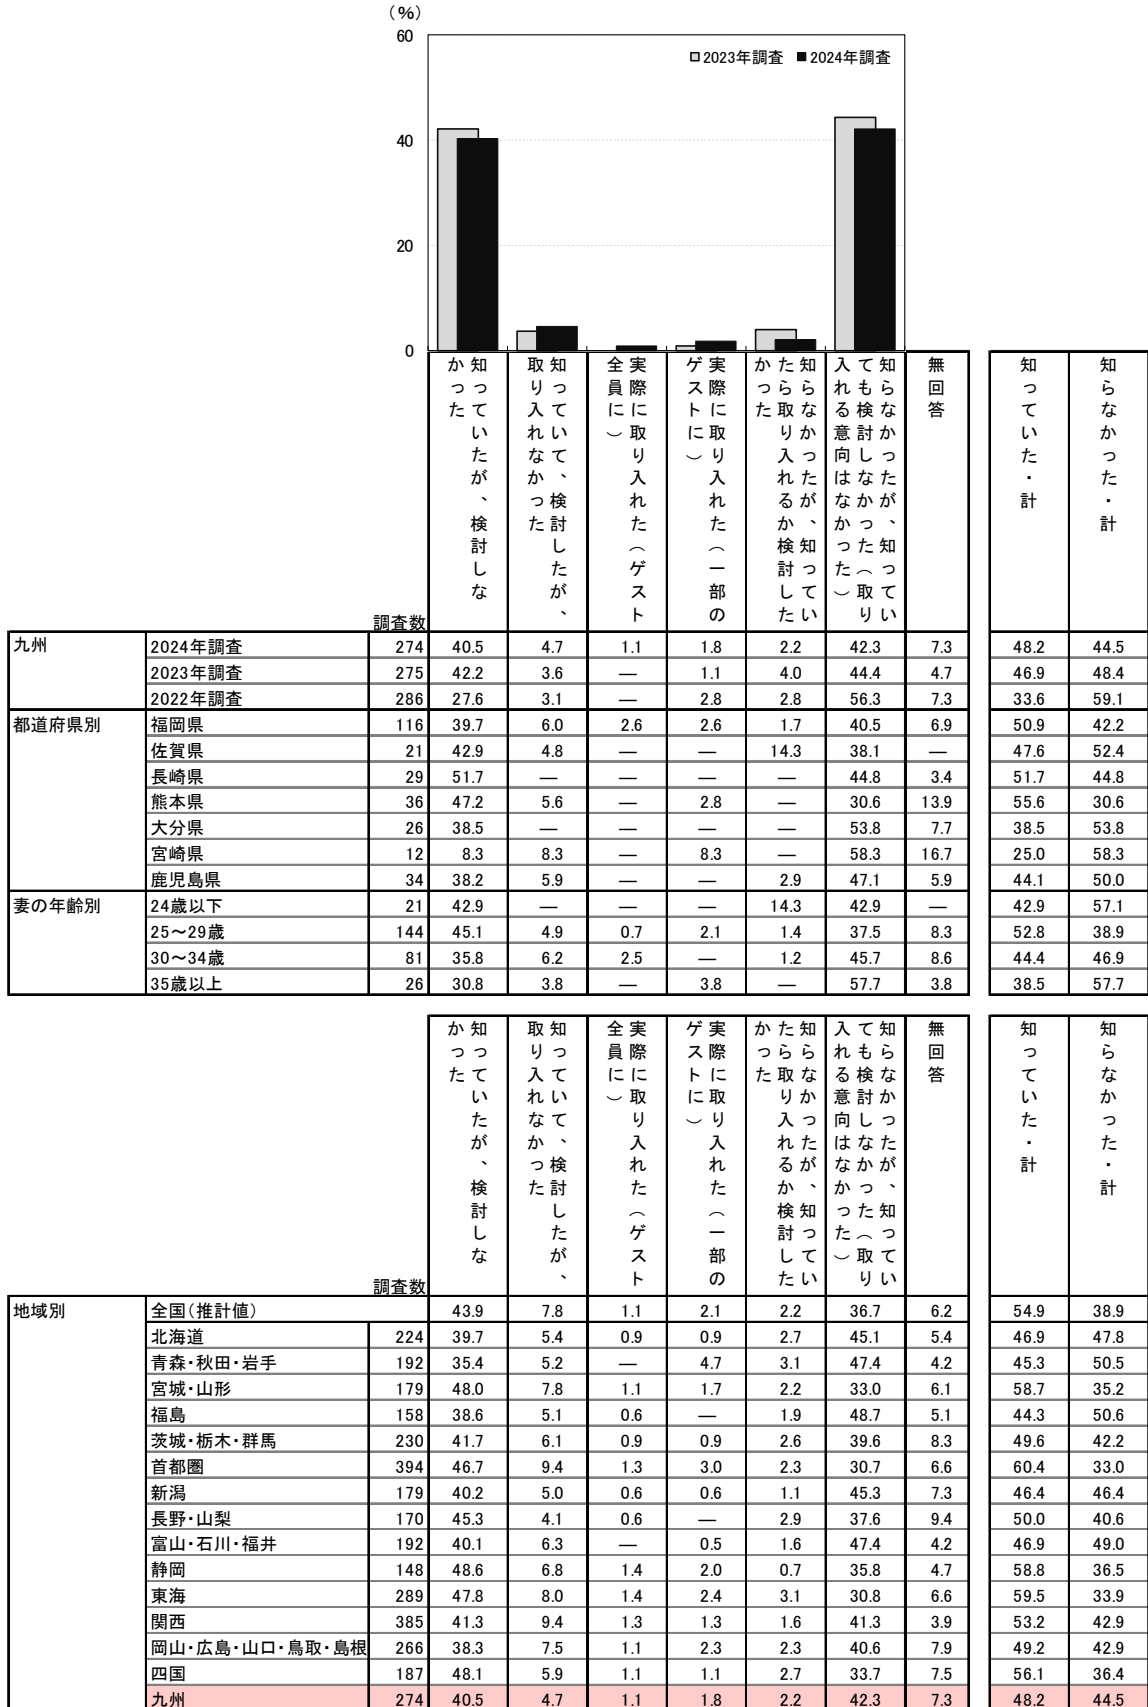 （%）
60
40
20
0
□2023年調査 ■2024年調査
調査数
知っていたが、検討しな
かった
知っていて、検討したが、
取り入れなかった
実際に取り入れた（ゲスト
全員に）
実際に取り入れた（一部の
ゲストに）
知らなかったが、知ってい
たら取り入れるか検討した
かった
知らなかったが、知ってい
ても検討しなかった（取り
入れる意向はなかった）
無回答
知っていた・計
知らなかった・計
九州 2024年調査 274 40.5 4.7 1.1 1.8 2.2 42.3 7.3 48.2 44.5
2023年調査 275 42.2 3.6 — 1.1 4.0 44.4 4.7 46.9 48.4
2022年調査 286 27.6 3.1 — 2.8 2.8 56.3 7.3 33.6 59.1
都道府県別 福岡県 116 39.7 6.0 2.6 2.6 1.7 40.5 6.9 50.9 42.2
佐賀県 21 42.9 4.8 — — 14.3 38.1 — 47.6 52.4
長崎県 29 51.7 — — — — 44.8 3.4 51.7 44.8
熊本県 36 47.2 5.6 — 2.8 — 30.6 13.9 55.6 30.6
大分県 26 38.5 — — — — 53.8 7.7 38.5 53.8
宮崎県 12 8.3 8.3 — 8.3 — 58.3 16.7 25.0 58.3
鹿児島県 34 38.2 5.9 — — 2.9 47.1 5.9 44.1 50.0
妻の年齢別 24歳以下 21 42.9 — — — 14.3 42.9 — 42.9 57.1
25～29歳 144 45.1 4.9 0.7 2.1 1.4 37.5 8.3 52.8 38.9
30～34歳 81 35.8 6.2 2.5 — 1.2 45.7 8.6 44.4 46.9
35歳以上 26 30.8 3.8 — 3.8 — 57.7 3.8 38.5 57.7
調査数
知っていたが、検討しな
かった
知っていて、検討したが、
取り入れなかった
実際に取り入れた（ゲスト
全員に）
実際に取り入れた（一部の
ゲストに）
知らなかったが、知ってい
たら取り入れるか検討した
かった
知らなかったが、知ってい
ても検討しなかった（取り
入れる意向はなかった）
無回答
知っていた・計
知らなかった・計
地域別 全国（推計値） 43.9 7.8 1.1 2.1 2.2 36.7 6.2 54.9 38.9
北海道 224 39.7 5.4 0.9 0.9 2.7 45.1 5.4 46.9 47.8
青森・秋田・岩手 192 35.4 5.2 — 4.7 3.1 47.4 4.2 45.3 50.5
宮城・山形 179 48.0 7.8 1.1 1.7 2.2 33.0 6.1 58.7 35.2
福島 158 38.6 5.1 0.6 — 1.9 48.7 5.1 44.3 50.6
茨城・栃木・群馬 230 41.7 6.1 0.9 0.9 2.6 39.6 8.3 49.6 42.2
首都圏 394 46.7 9.4 1.3 3.0 2.3 30.7 6.6 60.4 33.0
新潟 179 40.2 5.0 0.6 0.6 1.1 45.3 7.3 46.4 46.4
長野・山梨 170 45.3 4.1 0.6 — 2.9 37.6 9.4 50.0 40.6
富山・石川・福井 192 40.1 6.3 — 0.5 1.6 47.4 4.2 46.9 49.0
静岡 148 48.6 6.8 1.4 2.0 0.7 35.8 4.7 58.8 36.5
東海 289 47.8 8.0 1.4 2.4 3.1 30.8 6.6 59.5 33.9
関西 385 41.3 9.4 1.3 1.3 1.6 41.3 3.9 53.2 42.9
岡山・広島・山口・鳥取・島根 266 38.3 7.5 1.1 2.3 2.3 40.6 7.9 49.2 42.9
四国 187 48.1 5.9 1.1 1.1 2.7 33.7 7.5 56.1 36.4
九州 274 40.5 4.7 1.1 1.8 2.2 42.3 7.3 48.2 44.5